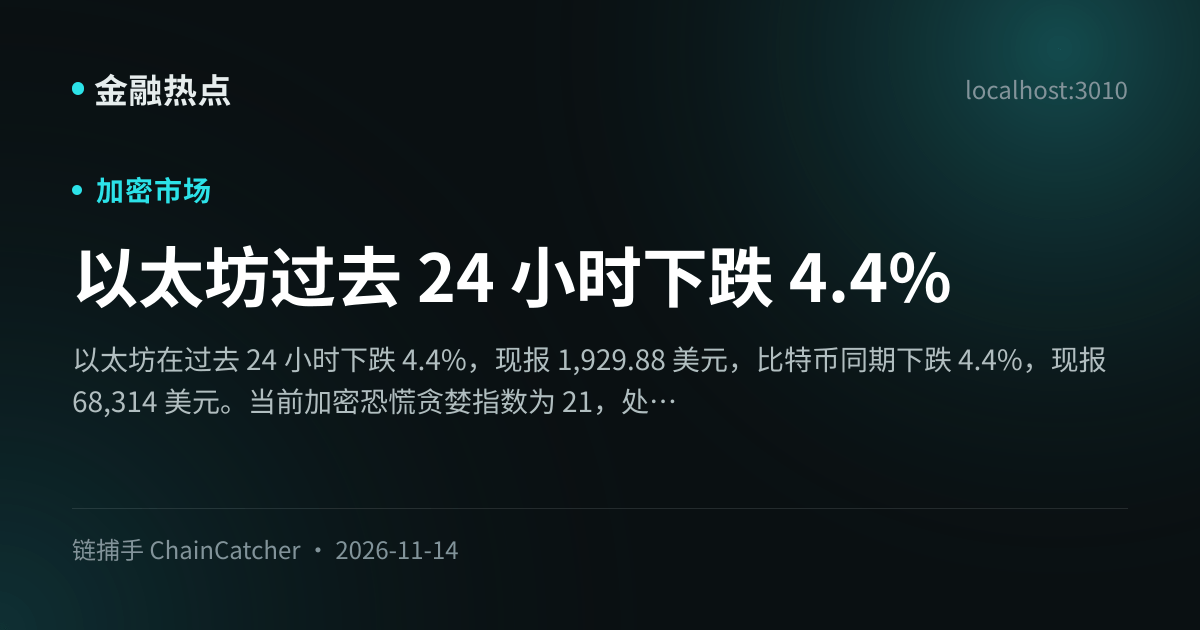 金融热点
localhost:3010
加密市场
以太坊过去 24 小时下跌 4.4%
以太坊在过去 24 小时下跌 4.4%，现报 1,929.88 美元，比特币同期下跌 4.4%，现报
68,314 美元。当前加密恐慌贪婪指数为 21，处…
链捕手 ChainCatcher · 2026-11-14